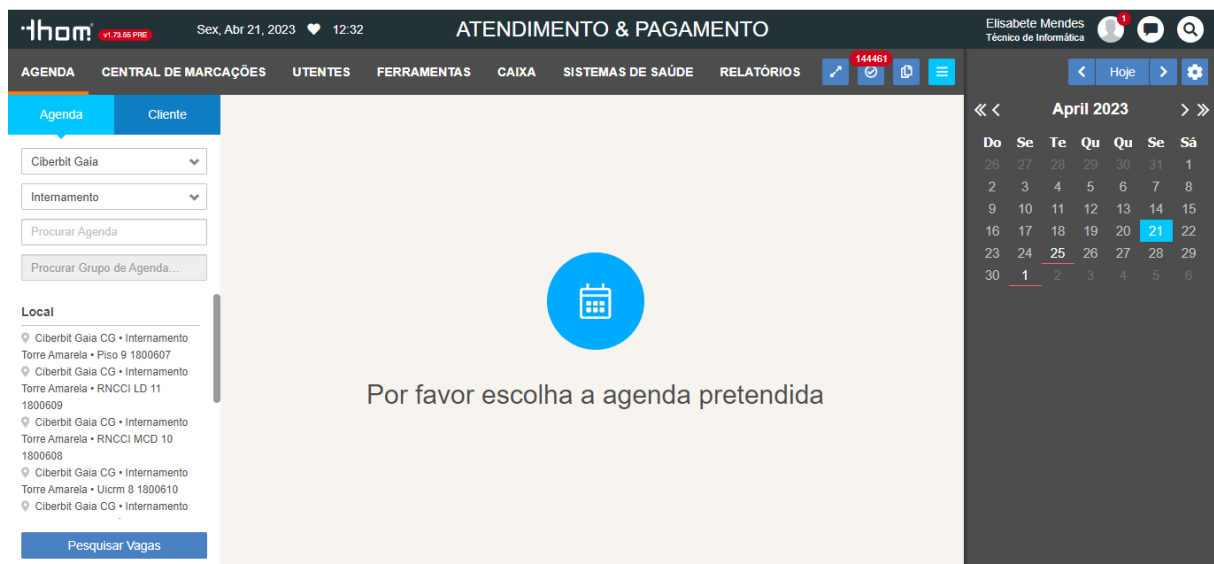 thom v1.73.55 PRE Sex, Abr 21, 2023 12:32 ATENDIMENTO & PAGAMENTO Elisabete Mendes 1
Técnico de Informática
AGENDA CENTRAL DE MARCAÇÕES UTENTES FERRAMENTAS CAIXA SISTEMAS DE SAÚDE RELATÓRIOS 144461 Hoje
Agenda Cliente
Ciberbit Gaia
Internamento
Procurar Agenda
Procurar Grupo de Agenda...
Local
Ciberbit Gaia CG • Internamento
Torre Amarela • Piso 9 1800607
Ciberbit Gaia CG • Internamento
Torre Amarela • RNCCI LD 11
1800609
Ciberbit Gaia CG • Internamento
Torre Amarela • RNCCI MCD 10
1800608
Ciberbit Gaia CG • Internamento
Torre Amarela • Uicrm 8 1800610
Ciberbit Gaia CG • Internamento
Pesquisar Vagas
Por favor escolha a agenda pretendida
April 2023
Do Se Te Qu Qu Se Sá
26 27 28 29 30 31 1
2 3 4 5 6 7 8
9 10 11 12 13 14 15
16 17 18 19 20 21 22
23 24 25 26 27 28 29
30 1 2 3 4 5 6